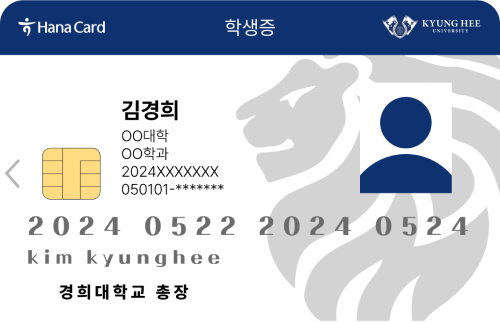 Hana Card
학생증
KYUNG HEE
UNIVERSITY
김경희
OO대학
OO학과
2024XXXXXXX
050101-*******
2024 0522 2024 0524
kim kyunghee
경희대학교 총장